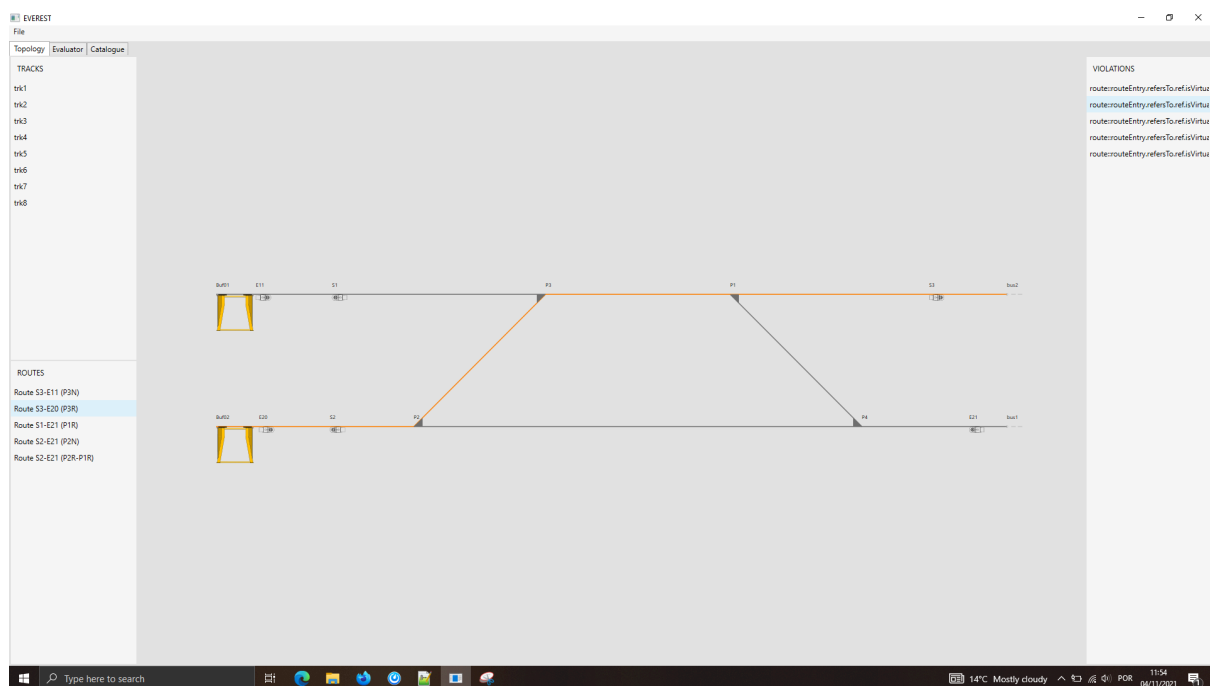 EVEREST
File
Topology Evaluator Catalogue
TRACKS
trk1
trk2
trk3
trk4
trk5
trk6
trk7
trk8
ROUTES
Route S3-E11 (P3N)
Route S3-E20 (P3R)
Route S1-E21 (P1R)
Route S2-E21 (P2N)
Route S2-E21 (P2R-P1R)
Buf01 E11 S1 P3 P1 S3 bus2
Buf02 E20 S2 P2 P4 E21 bus1
VIOLATIONS
route::routeEntry.refersTo.ref.isVirtua
route::routeEntry.refersTo.ref.isVirtua
route::routeEntry.refersTo.ref.isVirtua
route::routeEntry.refersTo.ref.isVirtua
route::routeEntry.refersTo.ref.isVirtua
Type here to search
14°C Mostly cloudy POR
11:54
04/11/2021